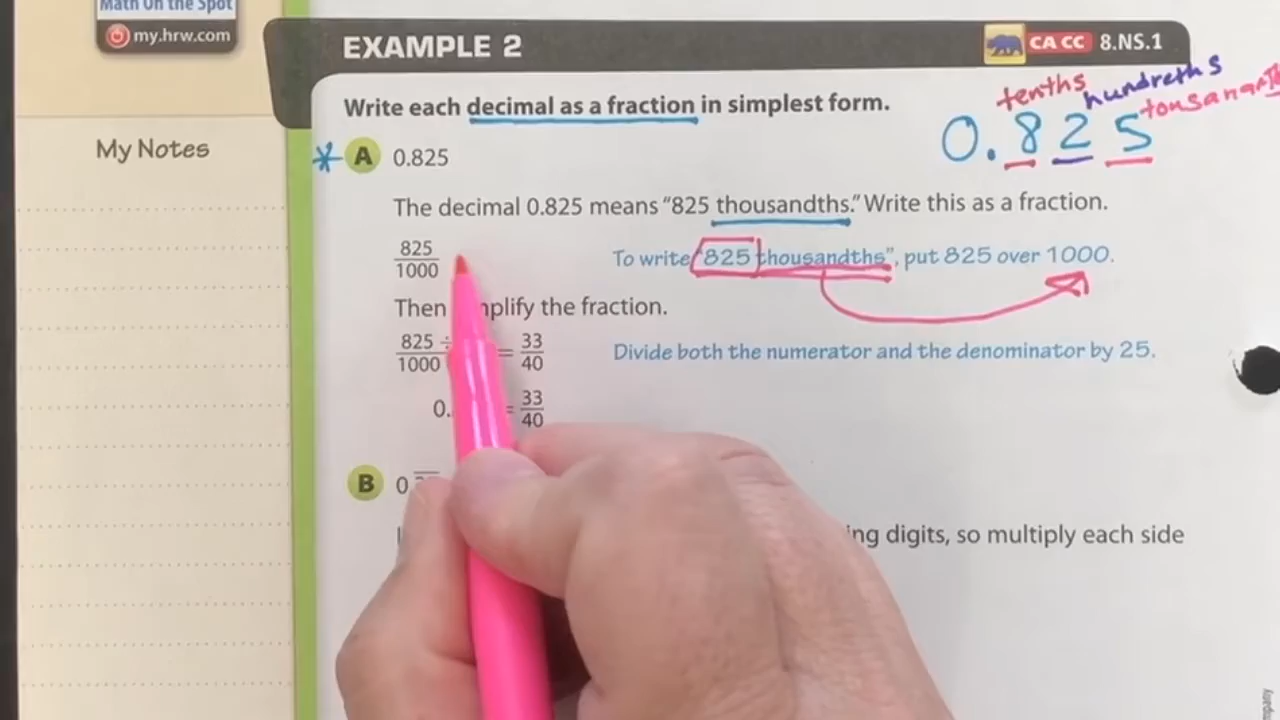 Math On the Spot
my.hrw.com
EXAMPLE 2
CA CC 8.NS.1
Write each decimal as a fraction in simplest form.
tenths hundreths tonsananths
0.825
My Notes
A 0.825
The decimal 0.825 means "825 thousandths." Write this as a fraction.
825
1000
To write "825 thousandths", put 825 over 1000.
Then simplify the fraction.
825 ÷
1000
= 33
40
Divide both the numerator and the denominator by 25.
0.
= 33
40
B 0
ing digits, so multiply each side